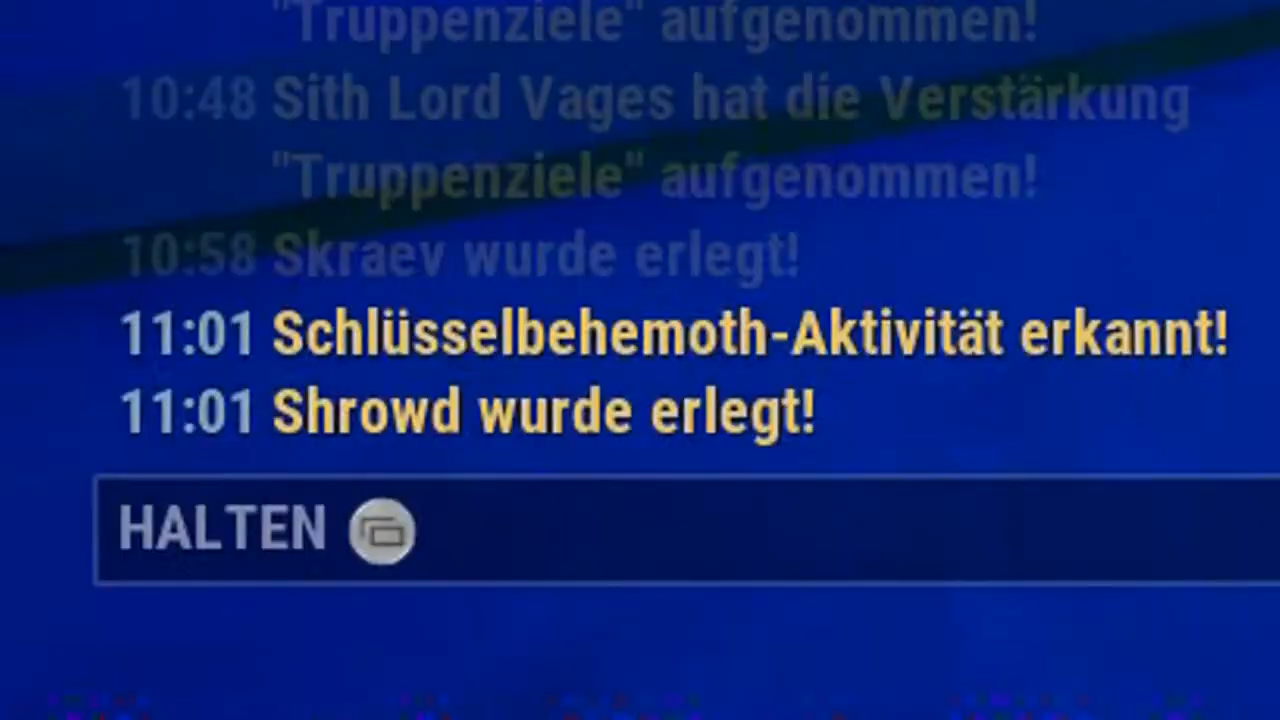 "Truppenziele" aufgenommen!
10:48 Sith Lord Vages hat die Verstärkung
"Truppenziele" aufgenommen!
10:58 Skraev wurde erlegt!
11:01 Schlüsselbehemoth-Aktivität erkannt!
11:01 Shrowd wurde erlegt!
HALTEN